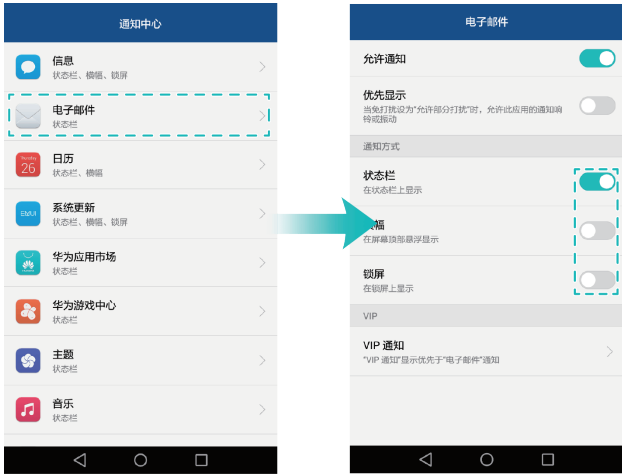 通知中心
信息
状态栏、横幅、锁屏
电子邮件
状态栏
Thursday
26
日历
状态栏、横幅
EMUI
系统更新
状态栏、横幅、锁屏
华为应用市场
状态栏
华为游戏中心
状态栏
主题
状态栏
音乐
状态栏
电子邮件
允许通知
优先显示
当免打扰设为“允许部分打扰”时，允许此应用的通知响
铃或振动
通知方式
状态栏
在状态栏上显示
幅
在屏幕顶部悬浮显示
锁屏
在锁屏上显示
VIP
VIP 通知
“VIP 通知”显示优先于“电子邮件”通知